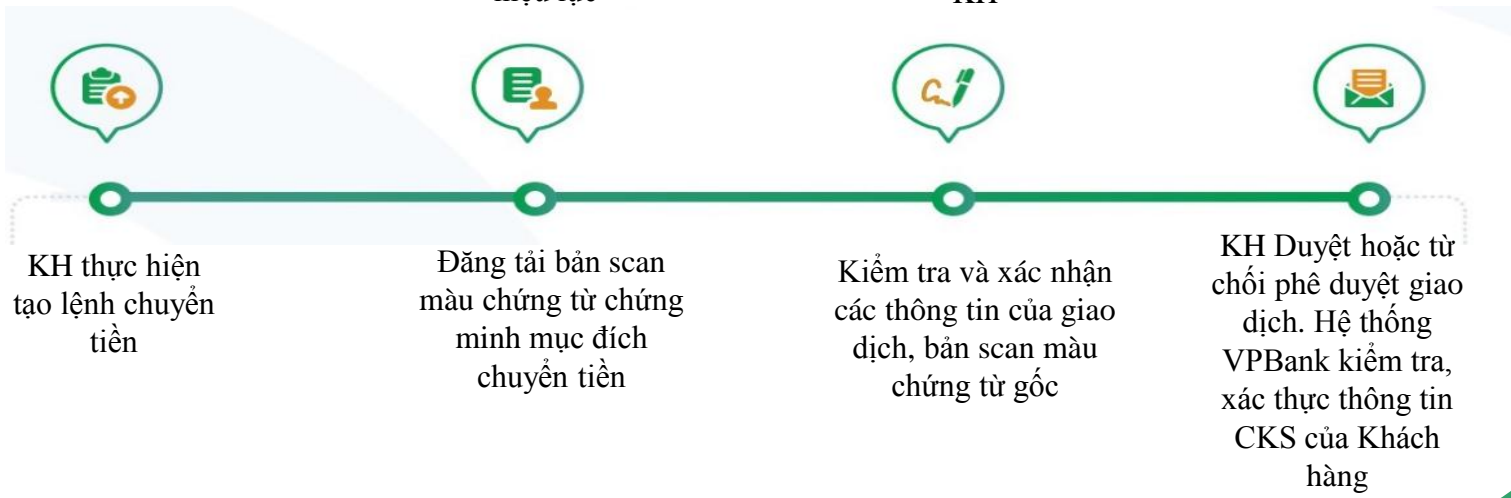 KH
KH thực hiện
tạo lệnh chuyển
tiền
Đăng tải bản scan
màu chứng từ chứng
minh mục đích
chuyển tiền
Kiểm tra và xác nhận
các thông tin của giao
dịch, bản scan màu
chứng từ gốc
KH Duyệt hoặc từ
chối phê duyệt giao
dịch. Hệ thống
VPBank kiểm tra,
xác thực thông tin
CKS của Khách
hàng